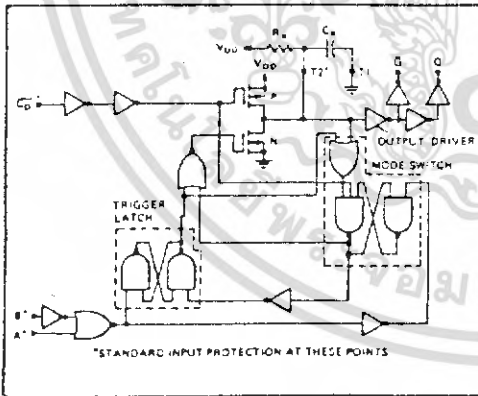 Rx Cx
VDD
VDD
T2* T1
P
CD*
Q̅ Q
N
OUTPUT DRIVER
MODE SWITCH
TRIGGER
LATCH
B*
A*
*STANDARD INPUT PROTECTION AT THESE POINTS